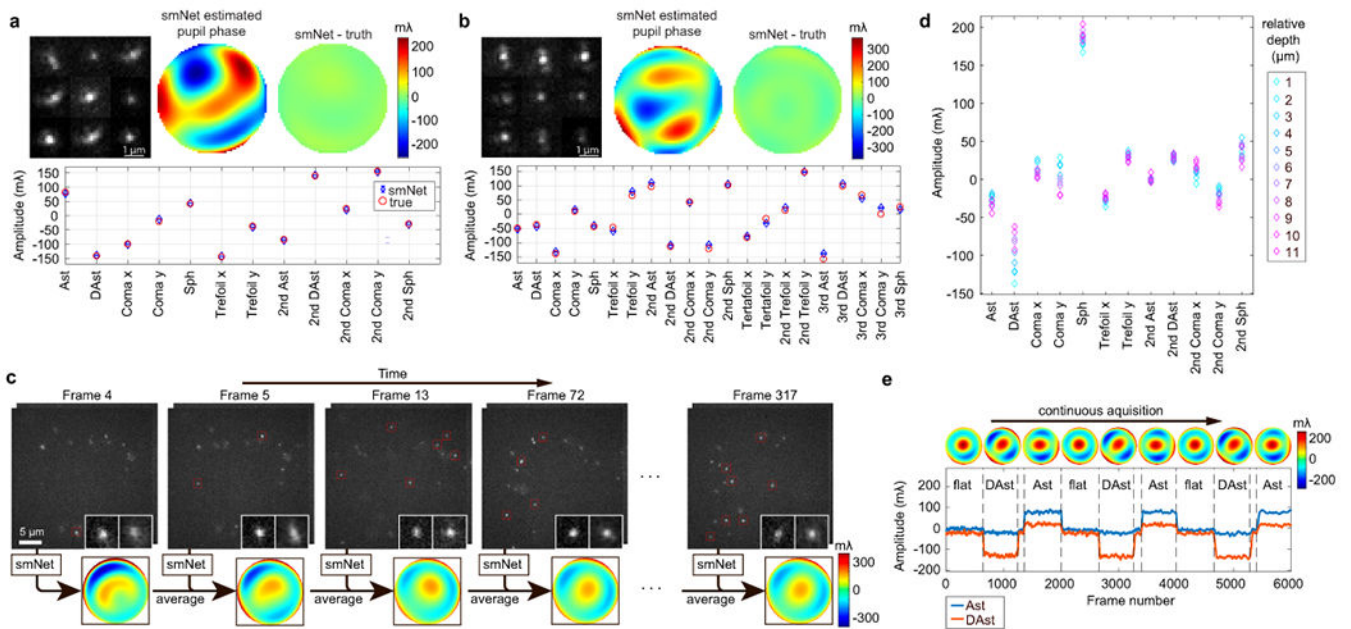 a
smNet estimated
pupil phase
smNet - truth
mλ
200
100
0
-100
-200
1 μm
Amplitude (mλ)
150
100
50
0
-50
-100
-150
smNet
true
Ast
DAst
Coma x
Coma y
Sph
Trefoil x
Trefoil y
2nd Ast
2nd DAst
2nd Coma x
2nd Coma y
2nd Sph
b
smNet estimated
pupil phase
smNet - truth
mλ
300
200
100
0
-100
-200
-300
1 μm
Amplitude (mλ)
150
100
50
0
-50
-100
-150
Ast
DAst
Coma x
Coma y
Sph
Trefoil x
Trefoil y
2nd Ast
2nd DAst
2nd Coma x
2nd Coma y
2nd Sph
Tertafoil x
Tertafoil y
2nd Trefoil x
2nd Trefoil y
3rd Ast
3rd DAst
3rd Coma x
3rd Coma y
3rd Sph
c
Time
Frame 4
Frame 5
Frame 13
Frame 72
Frame 317
5 μm
. . .
smNet
smNet
smNet
smNet
. . .
smNet
average
average
average
average
mλ
300
0
-300
d
Amplitude (mλ)
200
150
100
50
0
-50
-100
-150
Ast
DAst
Coma x
Coma y
Sph
Trefoil x
Trefoil y
2nd Ast
2nd DAst
2nd Coma x
2nd Coma y
2nd Sph
relative
depth
(μm)
1
2
3
4
5
6
7
8
9
10
11
e
continuous aquisition
mλ
200
0
-200
Amplitude (mλ)
200
100
0
-100
-200
flat
DAst
Ast
flat
DAst
Ast
flat
DAst
Ast
0
1000
2000
3000
4000
5000
6000
Frame number
Ast
DAst